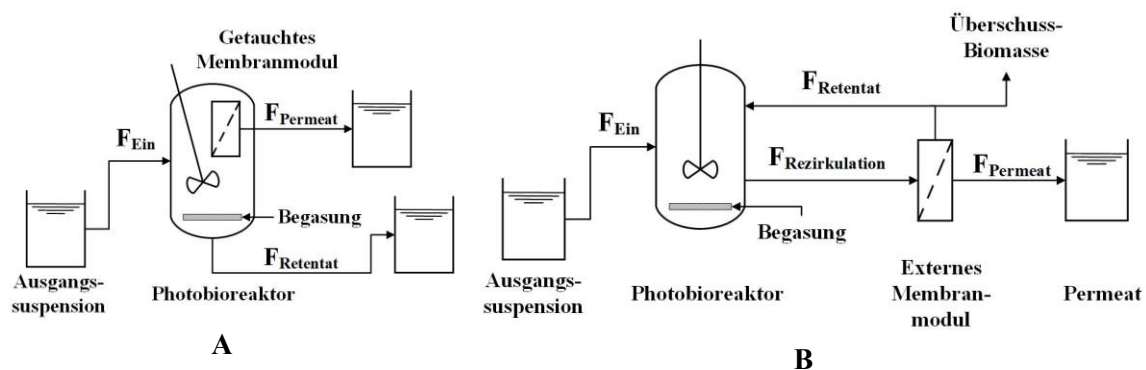 Getauchtes
Membranmodul
F_Ein
F_Permeat
Begasung
F_Retentat
Ausgangs-
suspension
Photobioreaktor
A
Überschuss-
Biomasse
F_Retentat
F_Ein
F_Rezirkulation
F_Permeat
Begasung
Ausgangs-
suspension
Photobioreaktor
Externes
Membran-
modul
Permeat
B